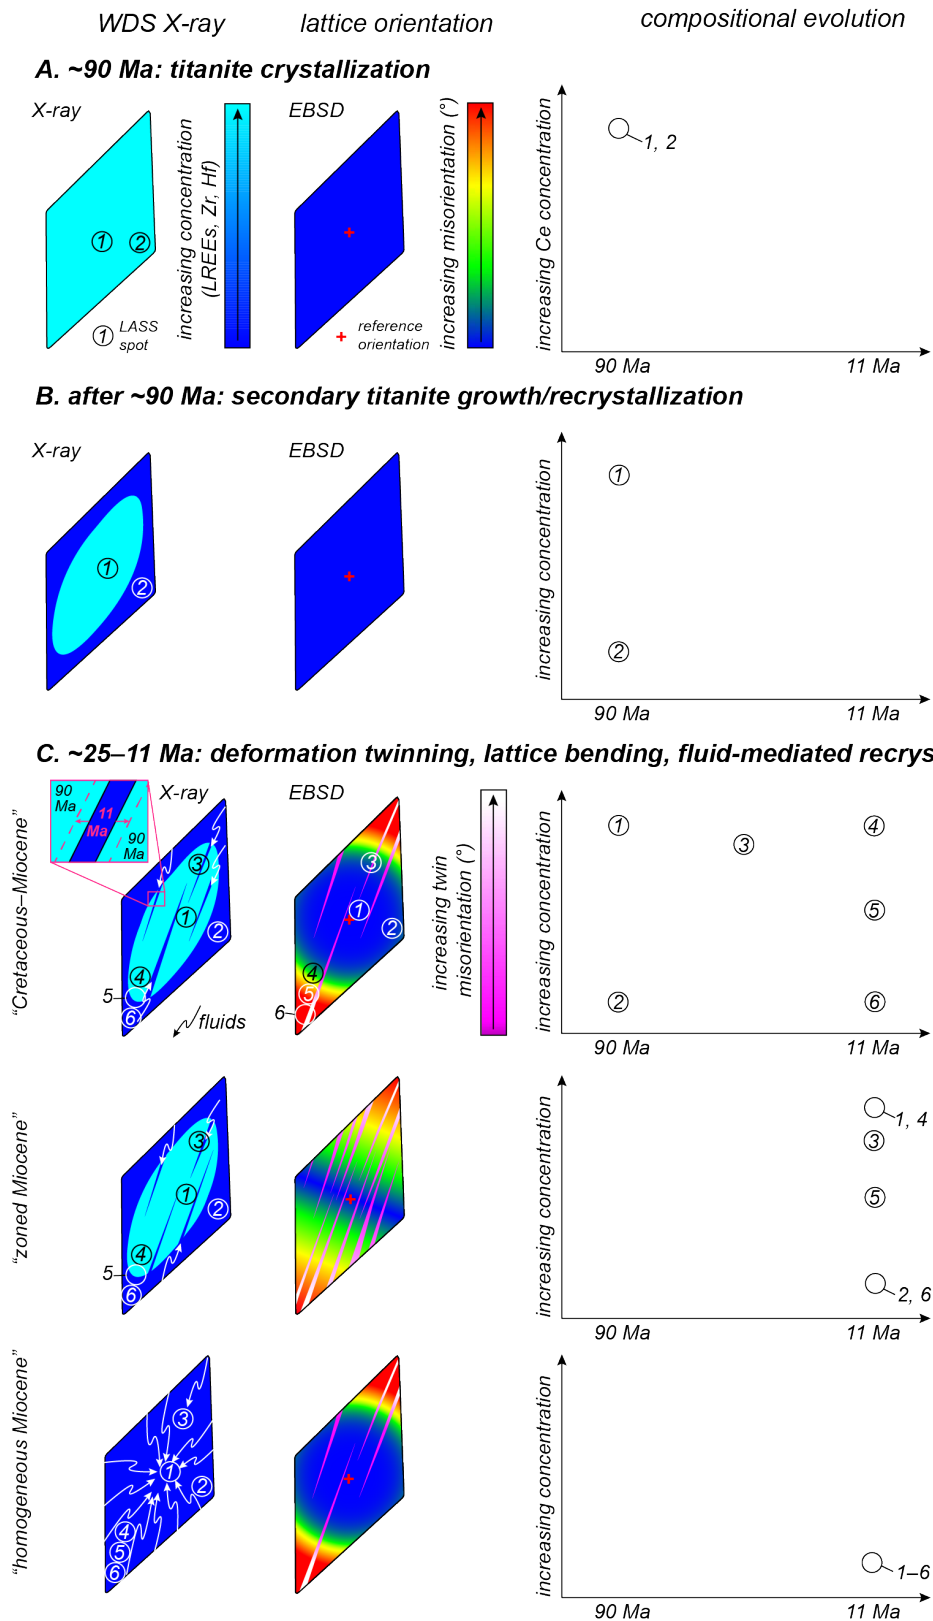 WDS X-ray
lattice orientation
compositional evolution
A. ~90 Ma: titanite crystallization
X-ray
increasing concentration
(LREEs, Zr, Hf)
EBSD
increasing misorientation (°)
increasing Ce concentration
1
2
1
LASS
spot
+
+
reference
orientation
1, 2
90 Ma
11 Ma
B. after ~90 Ma: secondary titanite growth/recrystallization
X-ray
EBSD
1
2
+
increasing concentration
1
2
90 Ma
11 Ma
C. ~25–11 Ma: deformation twinning, lattice bending, fluid-mediated recrys
"Cretaceous–Miocene"
90
Ma
11
Ma
90
Ma
X-ray
3
1
2
4
5
6
fluids
EBSD
3
1
+
2
4
5
6
increasing twin
misorientation (°)
increasing concentration
1
3
4
5
2
6
90 Ma
11 Ma
"zoned Miocene"
3
1
2
4
5
6
+
increasing concentration
1, 4
3
5
2, 6
90 Ma
11 Ma
"homogeneous Miocene"
3
1
2
4
5
6
+
increasing concentration
1–6
90 Ma
11 Ma